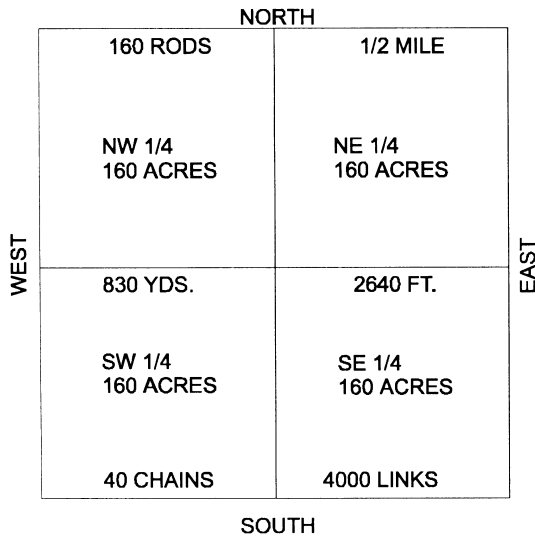 NORTH
160 RODS
1/2 MILE
NW 1/4
160 ACRES
NE 1/4
160 ACRES
WEST
EAST
830 YDS.
2640 FT.
SW 1/4
160 ACRES
SE 1/4
160 ACRES
40 CHAINS
4000 LINKS
SOUTH